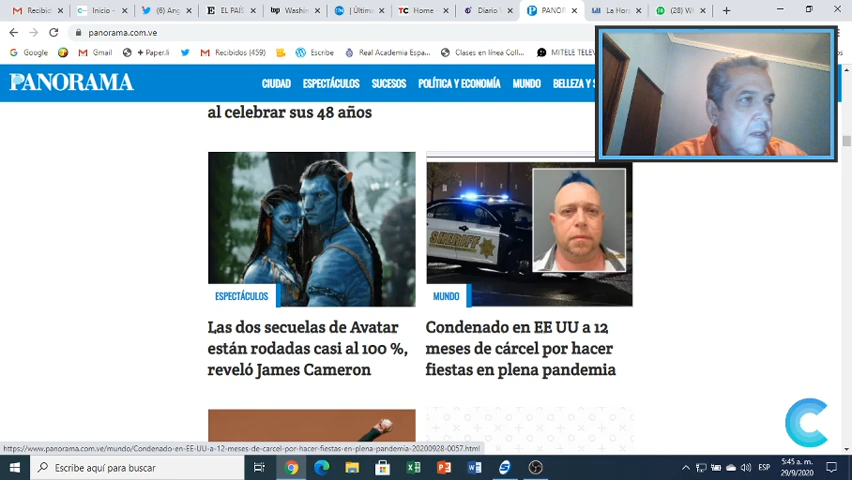 Recibid
Inicio -
(6) Ang
EL PAÍS
Washin
[Última
Home
Diario
PANOR
La Hor
(28) W
panorama.com.ve
Google
Gmail
+ Paper.li
Recibidos (459)
Escribe
Real Academia Espa...
Clases en línea Coll...
MITELE TELEVI
PANORAMA
CIUDAD ESPECTÁCULOS SUCESOS POLÍTICA Y ECONOMÍA MUNDO BELLEZA Y S
al celebrar sus 48 años
SHERIFF
ESPECTÁCULOS
Las dos secuelas de Avatar
están rodadas casi al 100 %,
reveló James Cameron
MUNDO
Condenado en EE UU a 12
meses de cárcel por hacer
fiestas en plena pandemia
https://www.panorama.com.ve/mundo/Condenado-en-EE-UU-a-12-meses-de-carcel-por-hacer-fiestas-en-plena-pandemia-20200928-0057.html
Escribe aquí para buscar
ESP
5:45 a. m.
29/9/2020